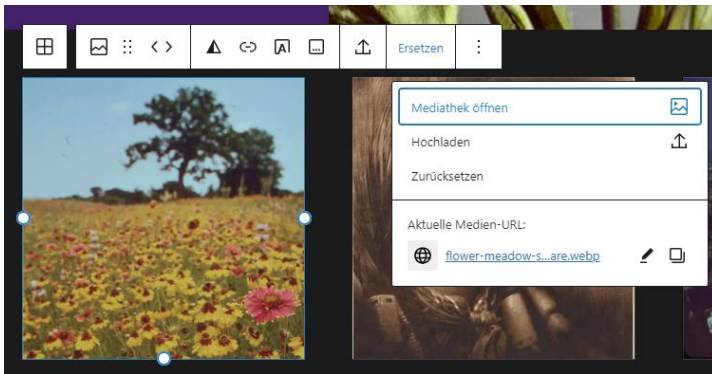 Ersetzen
Mediathek öffnen
Hochladen
Zurücksetzen
Aktuelle Medien-URL:
flower-meadow-s...are.webp